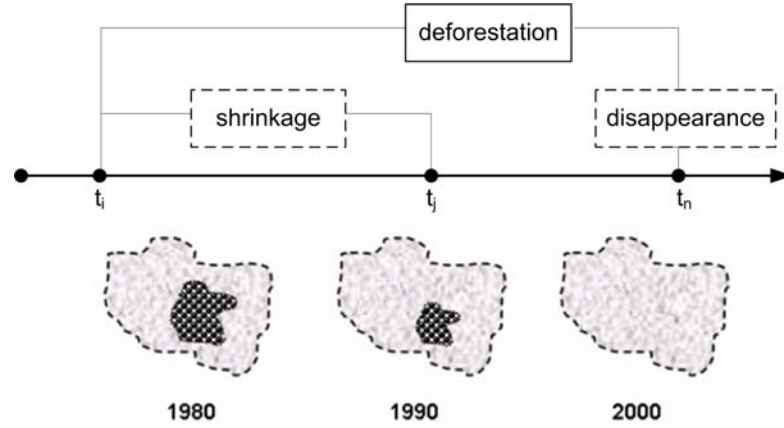 deforestation
shrinkage
disappearance
tᵢ
tⱼ
tₙ
1980
1990
2000